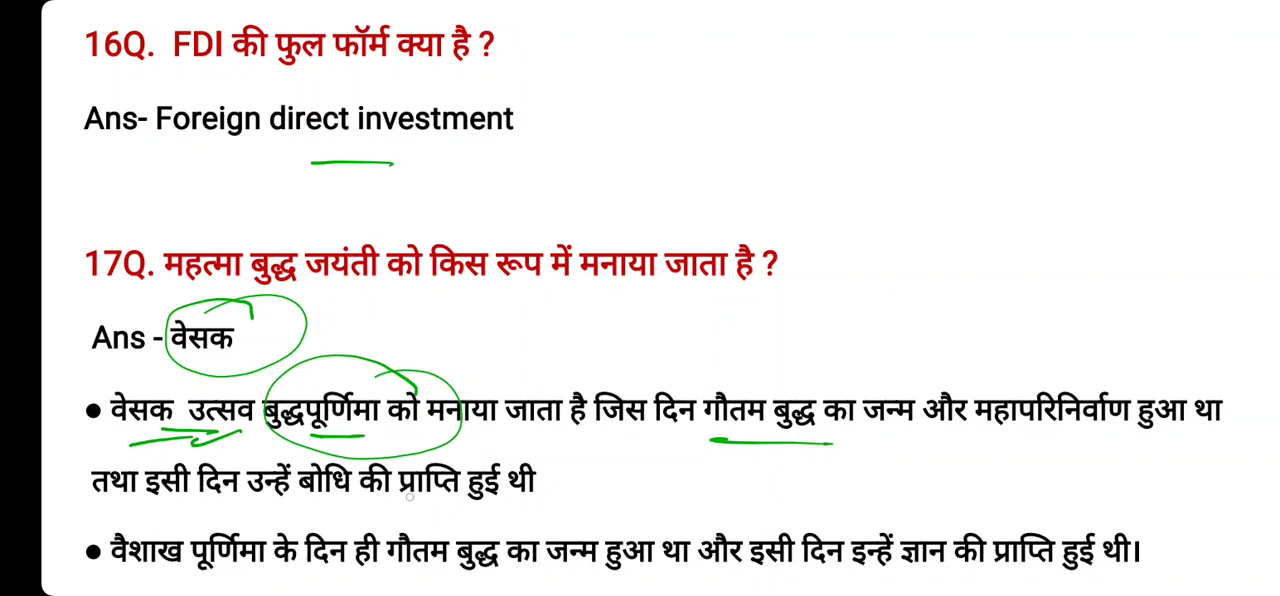 16Q. FDI की फुल फॉर्म क्या है ?
Ans- Foreign direct investment
17Q. महत्मा बुद्ध जयंती को किस रूप में मनाया जाता है ?
Ans - वेसक
● वेसक उत्सव बुद्धपूर्णिमा को मनाया जाता है जिस दिन गौतम बुद्ध का जन्म और महापरिनिर्वाण हुआ था
तथा इसी दिन उन्हें बोधि की प्राप्ति हुई थी
● वैशाख पूर्णिमा के दिन ही गौतम बुद्ध का जन्म हुआ था और इसी दिन इन्हें ज्ञान की प्राप्ति हुई थी।